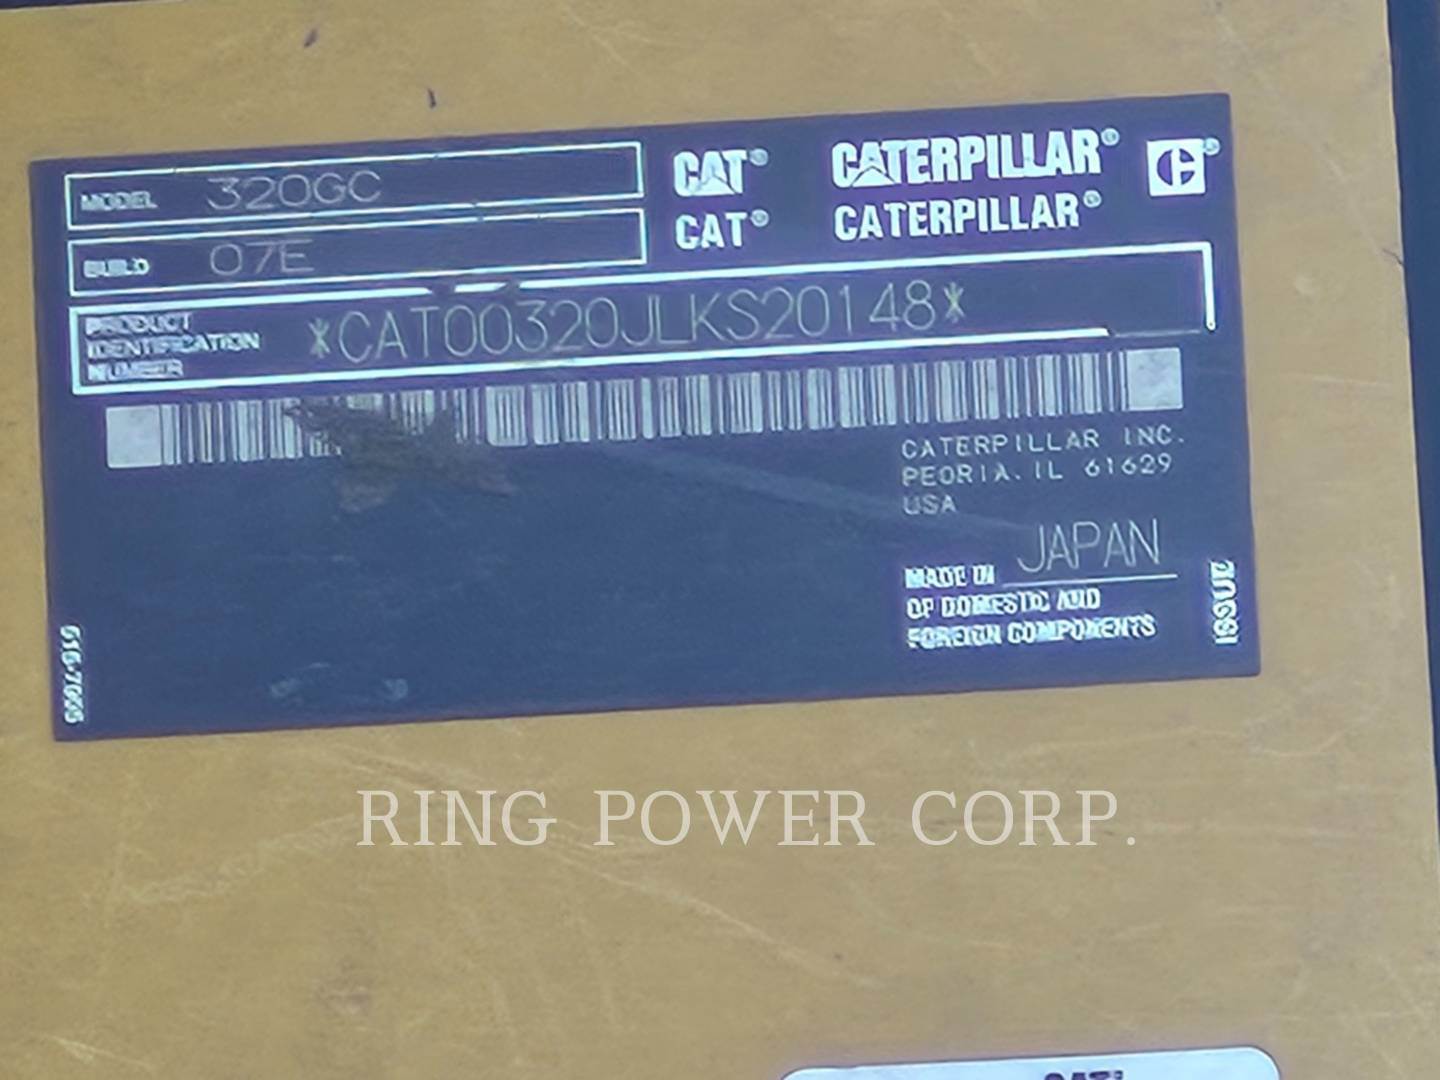 MODEL 320GC
BUILD 07E
CAT® CATERPILLAR® C®
CAT® CATERPILLAR®
PRODUCT
IDENTIFICATION
NUMBER
*CAT00320JLKS20148*
CATERPILLAR INC.
PEORIA, IL 61629
USA
MADE IN JAPAN
OF DOMESTIC AND
FOREIGN COMPONENTS
RING POWER CORP.